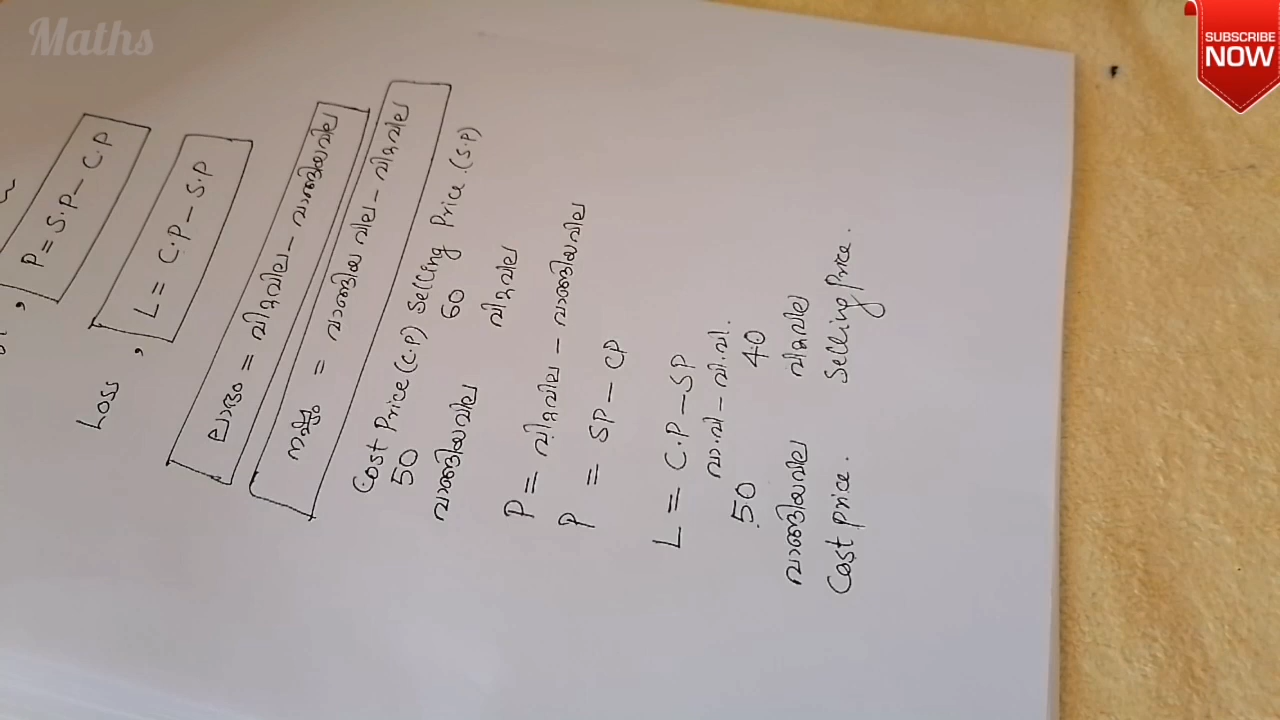 Maths
SUBSCRIBE
NOW
, P = S.P - C.P
Loss , L = C.P - S.P
ലാഭം = വിറ്റവില - വാങ്ങിയവില
നഷ്ടം = വാങ്ങിയ വില - വിറ്റവില
Cost Price (C.P) Selling Price. (S.P)
50 60
വാങ്ങിയവില വിറ്റവില
P = വിറ്റവില - വാങ്ങിയവില
P = SP - CP
L = C.P - SP
വാ.വി - വി.വി.
50 40
വാങ്ങിയവില വിറ്റവില
Cost price. Selling Price.